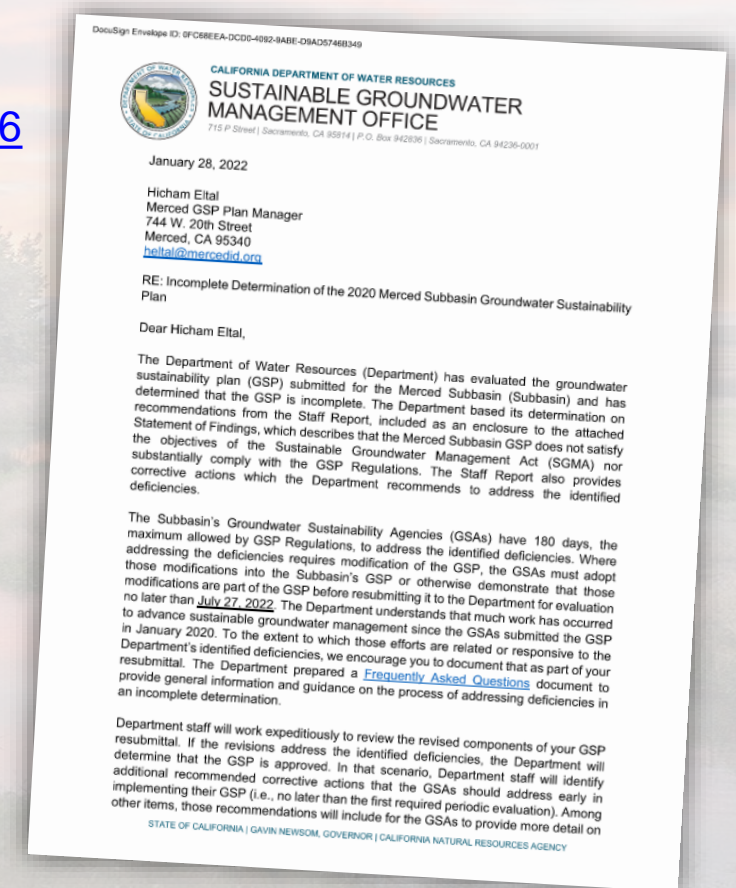 6
DocuSign Envelope ID: 0FC68EEA-DCD0-4092-9ABE-D9AD5746B349
CALIFORNIA DEPARTMENT OF WATER RESOURCES
SUSTAINABLE GROUNDWATER
MANAGEMENT OFFICE
715 P Street | Sacramento, CA 95814 | P.O. Box 942836 | Sacramento, CA 94236-0001
January 28, 2022
Hicham Eltal
Merced GSP Plan Manager
744 W. 20th Street
Merced, CA 95340
heltal@mercedid.org
RE: Incomplete Determination of the 2020 Merced Subbasin Groundwater Sustainability
Plan
Dear Hicham Eltal,
The Department of Water Resources (Department) has evaluated the groundwater
sustainability plan (GSP) submitted for the Merced Subbasin (Subbasin) and has
determined that the GSP is incomplete. The Department based its determination on
recommendations from the Staff Report, included as an enclosure to the attached
Statement of Findings, which describes that the Merced Subbasin GSP does not satisfy
the objectives of the Sustainable Groundwater Management Act (SGMA) nor
substantially comply with the GSP Regulations. The Staff Report also provides
corrective actions which the Department recommends to address the identified
deficiencies.
The Subbasin's Groundwater Sustainability Agencies (GSAs) have 180 days, the
maximum allowed by GSP Regulations, to address the identified deficiencies. Where
addressing the deficiencies requires modification of the GSP, the GSAs must adopt
those modifications into the Subbasin's GSP or otherwise demonstrate that those
modifications are part of the GSP before resubmitting it to the Department for evaluation
no later than July 27, 2022. The Department understands that much work has occurred
to advance sustainable groundwater management since the GSAs submitted the GSP
in January 2020. To the extent to which those efforts are related or responsive to the
Department's identified deficiencies, we encourage you to document that as part of your
resubmittal. The Department prepared a Frequently Asked Questions document to
provide general information and guidance on the process of addressing deficiencies in
an incomplete determination.
Department staff will work expeditiously to review the revised components of your GSP
resubmittal. If the revisions address the identified deficiencies, the Department will
determine that the GSP is approved. In that scenario, Department staff will identify
additional recommended corrective actions that the GSAs should address early in
implementing their GSP (i.e., no later than the first required periodic evaluation). Among
other items, those recommendations will include for the GSAs to provide more detail on
STATE OF CALIFORNIA | GAVIN NEWSOM, GOVERNOR | CALIFORNIA NATURAL RESOURCES AGENCY